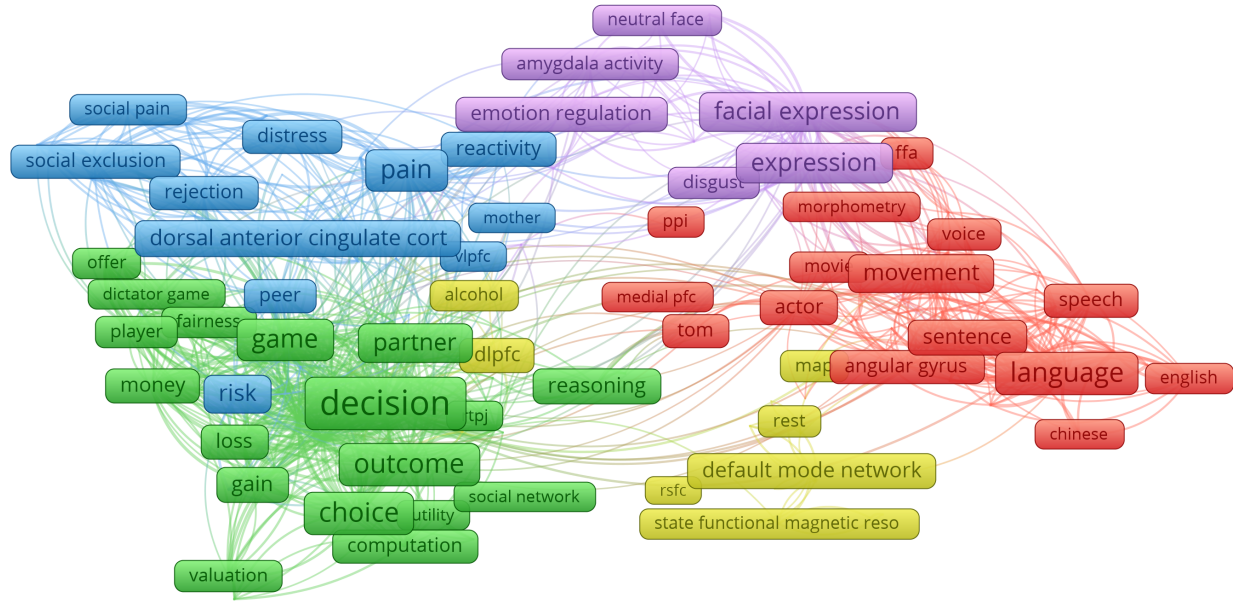 neutral face
amygdala activity
social pain
emotion regulation
facial expression
distress
reactivity
ffa
social exclusion
pain
expression
rejection
disgust
morphometry
mother
ppi
voice
dorsal anterior cingulate cort
vlpfc
offer
movie
movement
dictator game
peer
alcohol
medial pfc
actor
speech
player
fairness
game
partner
tom
sentence
dlpfc
map
angular gyrus
language
english
money
risk
decision
reasoning
rtpj
rest
loss
chinese
outcome
default mode network
gain
social network
rsfc
choice
utility
state functional magnetic reso
computation
valuation